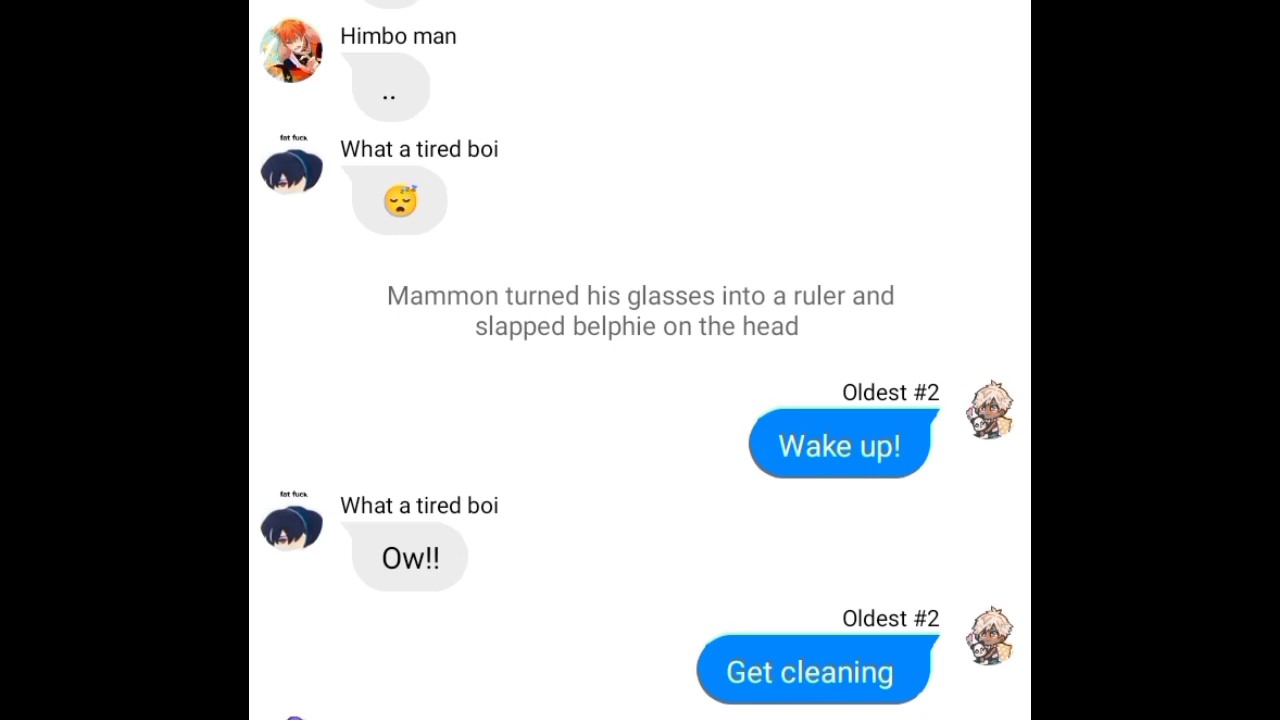 Himbo man
..
fat fuck
What a tired boi
😴
Mammon turned his glasses into a ruler and
slapped belphie on the head
Oldest #2
Wake up!
fat fuck
What a tired boi
Ow!!
Oldest #2
Get cleaning